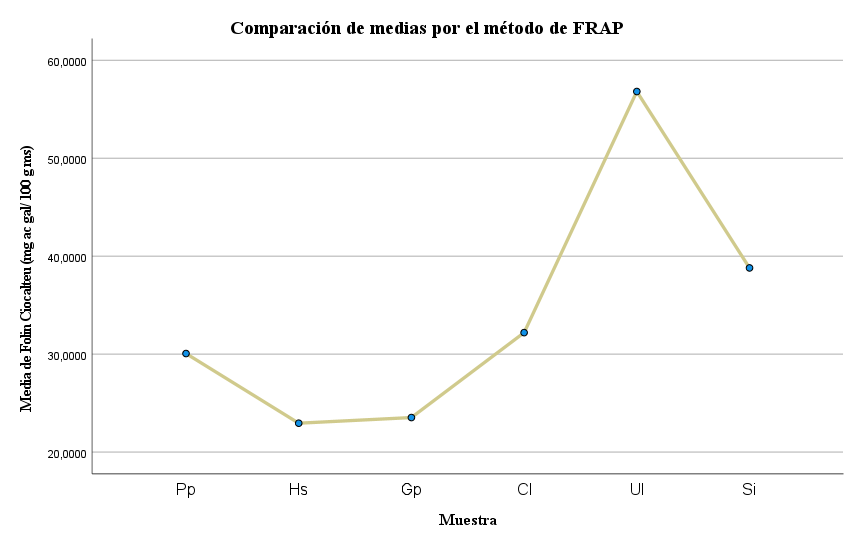 Comparación de medias por el método de FRAP
Media de Folin Ciocalteu (mg ac gal/ 100 g ms)
60,0000
50,0000
40,0000
30,0000
20,0000
Pp Hs Gp Cl Ul Si
Muestra